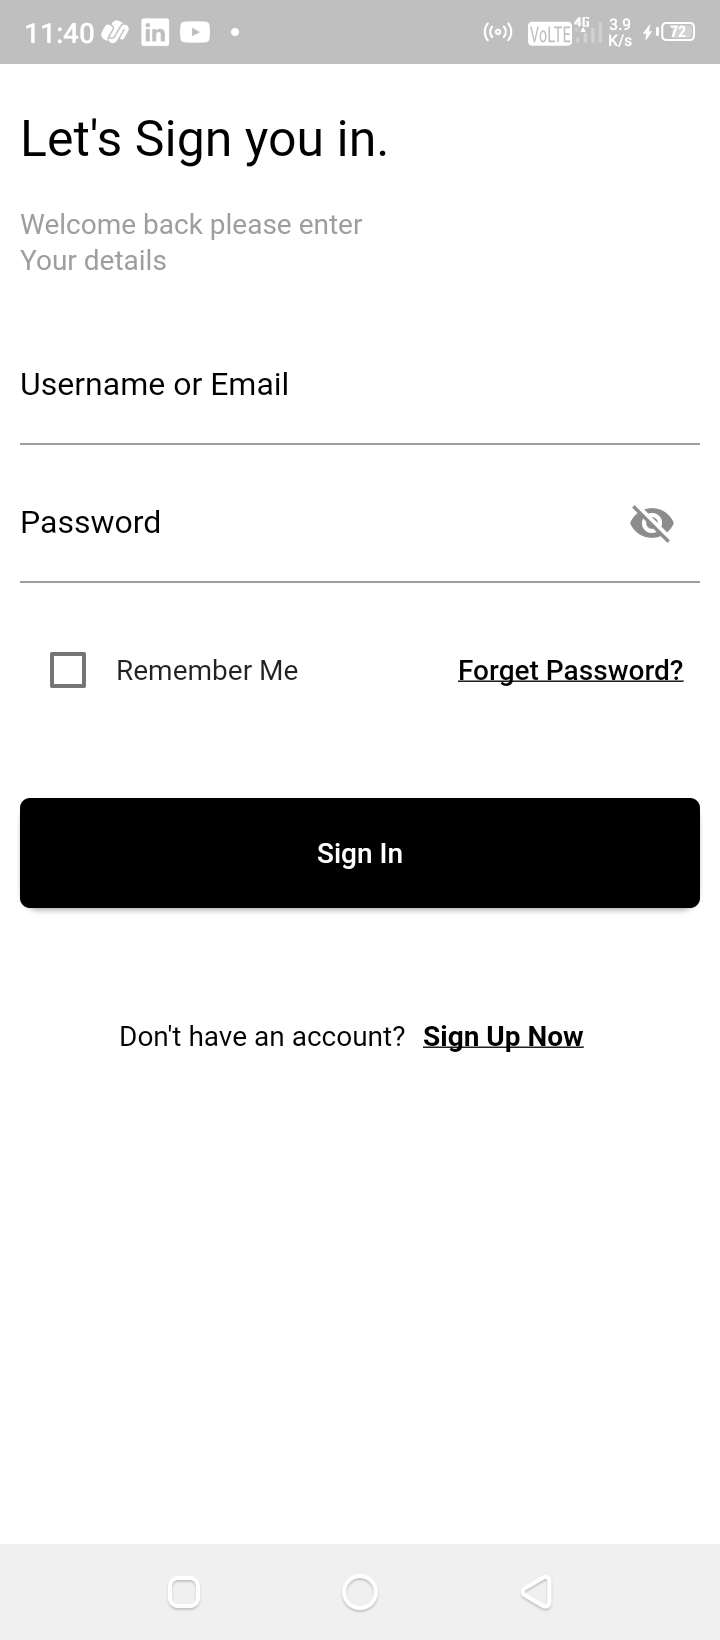 11:40
VoLTE 4G 3.9 K/s 72
Let's Sign you in.
Welcome back please enter
Your details
Username or Email
Password
Remember Me Forget Password?
Sign In
Don't have an account? Sign Up Now